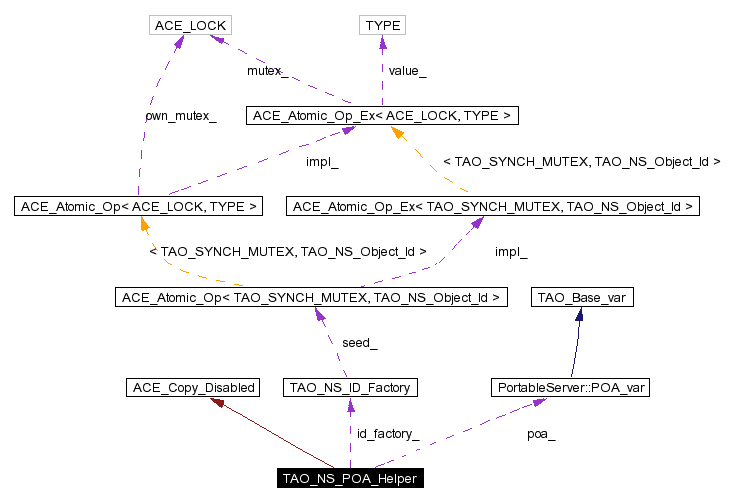 ACE_LOCK
TYPE
mutex_
value_
own_mutex_
ACE_Atomic_Op_Ex< ACE_LOCK, TYPE >
impl_
< TAO_SYNCH_MUTEX, TAO_NS_Object_Id >
ACE_Atomic_Op< ACE_LOCK, TYPE >
ACE_Atomic_Op_Ex< TAO_SYNCH_MUTEX, TAO_NS_Object_Id >
< TAO_SYNCH_MUTEX, TAO_NS_Object_Id >
impl_
ACE_Atomic_Op< TAO_SYNCH_MUTEX, TAO_NS_Object_Id >
TAO_Base_var
seed_
ACE_Copy_Disabled
TAO_NS_ID_Factory
PortableServer::POA_var
id_factory_
poa_
TAO_NS_POA_Helper